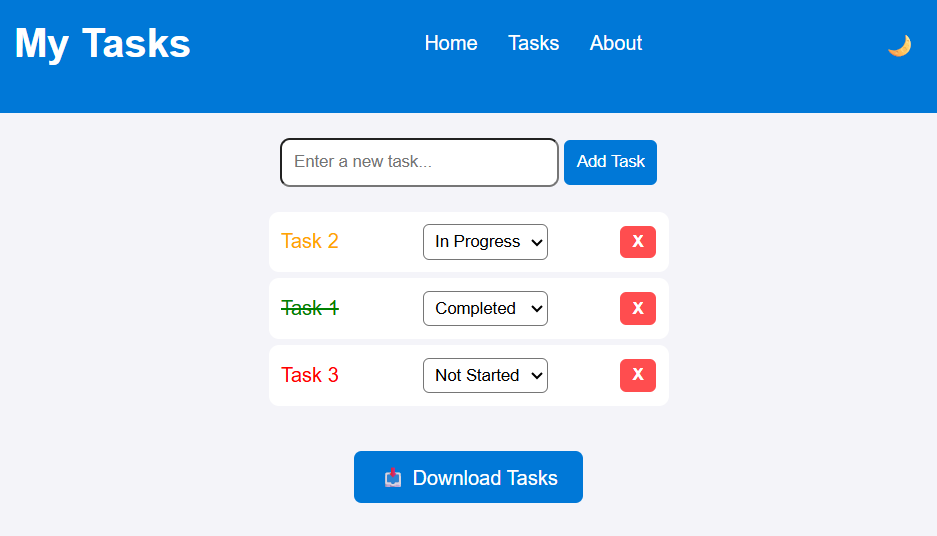 My Tasks
Home Tasks About
Enter a new task... Add Task
Task 2 In Progress X
Task 1 Completed X
Task 3 Not Started X
Download Tasks